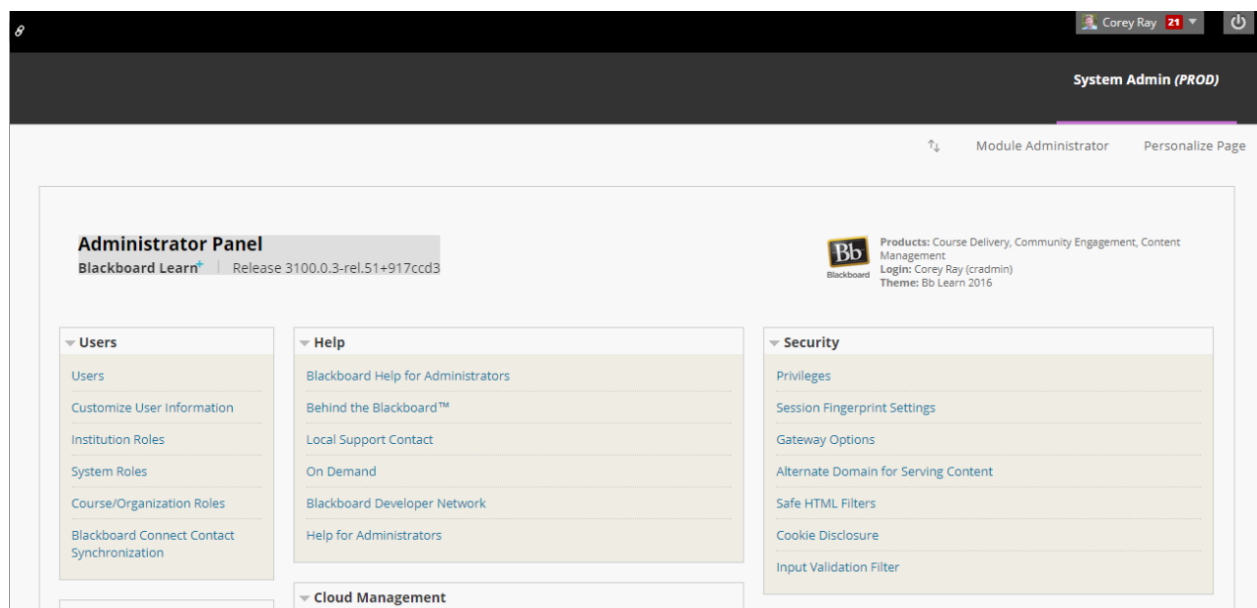 Corey Ray 21
System Admin (PROD)
Module Administrator Personalize Page
Administrator Panel
Blackboard Learn+ Release 3100.0.3-rel.51+917ccd3
Bb
Blackboard
Products: Course Delivery, Community Engagement, Content
Management
Login: Corey Ray (cradmin)
Theme: Bb Learn 2016
Users
Users
Customize User Information
Institution Roles
System Roles
Course/Organization Roles
Blackboard Connect Contact
Synchronization
Help
Blackboard Help for Administrators
Behind the Blackboard™
Local Support Contact
On Demand
Blackboard Developer Network
Help for Administrators
Cloud Management
Security
Privileges
Session Fingerprint Settings
Gateway Options
Alternate Domain for Serving Content
Safe HTML Filters
Cookie Disclosure
Input Validation Filter